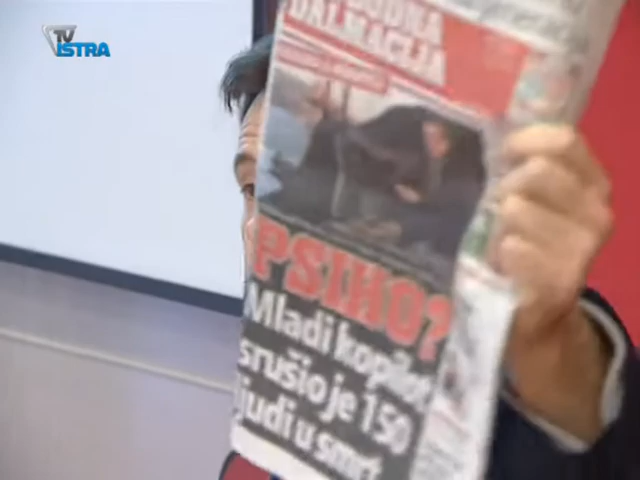 TV
ISTRA
DALMACIJA
PSIHO?
Mladi kopilot
srušio je 150
ljudi u smrt